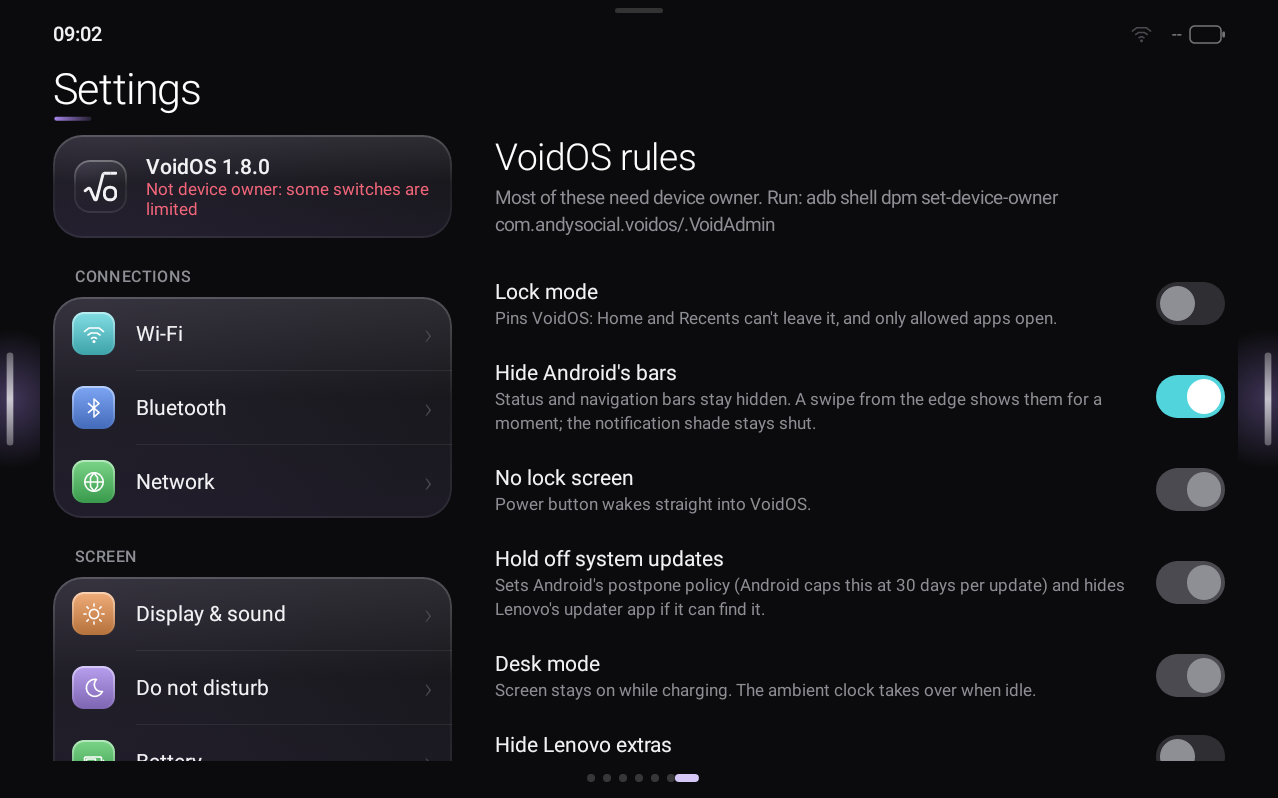 09:02
--
Settings
VoidOS 1.8.0
Not device owner: some switches are
limited
CONNECTIONS
Wi-Fi
Bluetooth
Network
SCREEN
Display & sound
Do not disturb
Battery
VoidOS rules
Most of these need device owner. Run: adb shell dpm set-device-owner
com.andysocial.voidos/.VoidAdmin
Lock mode
Pins VoidOS: Home and Recents can't leave it, and only allowed apps open.
Hide Android's bars
Status and navigation bars stay hidden. A swipe from the edge shows them for a
moment; the notification shade stays shut.
No lock screen
Power button wakes straight into VoidOS.
Hold off system updates
Sets Android's postpone policy (Android caps this at 30 days per update) and hides
Lenovo's updater app if it can find it.
Desk mode
Screen stays on while charging. The ambient clock takes over when idle.
Hide Lenovo extras